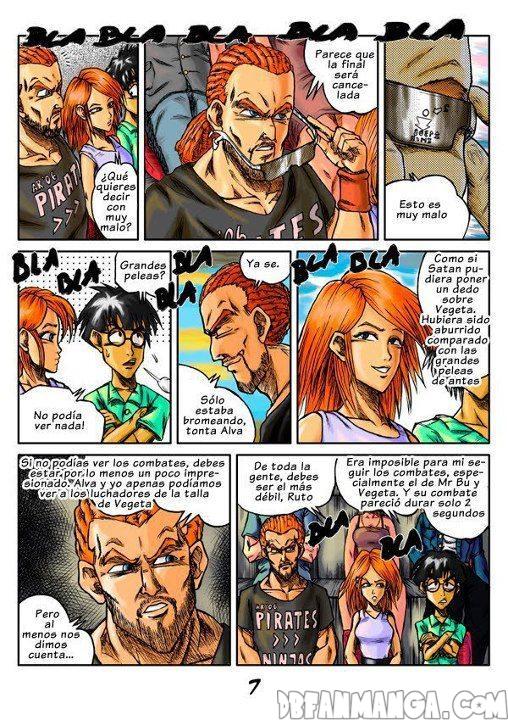 BLA BLA BLA BLA BLA
¿Qué
quieres
decir
con
muy
malo?
PIRATES
>>>
Parece que
la final
será
cance-
lada
PIRATES
Esto es
muy malo
BLA
BLA
Grandes
peleas?
No podía
ver nada!
BLA
BLA
Ya se.
Sólo
estaba
bromeando,
tonta Alva
BLA
BLA
Como si
Satan pu-
diera poner
un dedo
sobre
Vegeta.
Hubiera sido
aburrido
comparado
con las
grandes
peleas
de antes
Si no podías ver los combates, debes
estar por lo menos un poco impre-
sionado. Alva y yo apenas podíamos
ver a los luchadores de la talla
de Vegeta
Pero
al
menos nos
dimos
cuenta...
De toda la
gente, debes
ser el más
débil, Ruto
Era imposible para mi se-
guir los combates, espe-
cialmente el de Mr Bu y
Vegeta. Y su combate
pareció durar solo 2
segundos
BLA
BLA
PIRATES
>>>
NINJAS
7
DBFANMANGA.COM